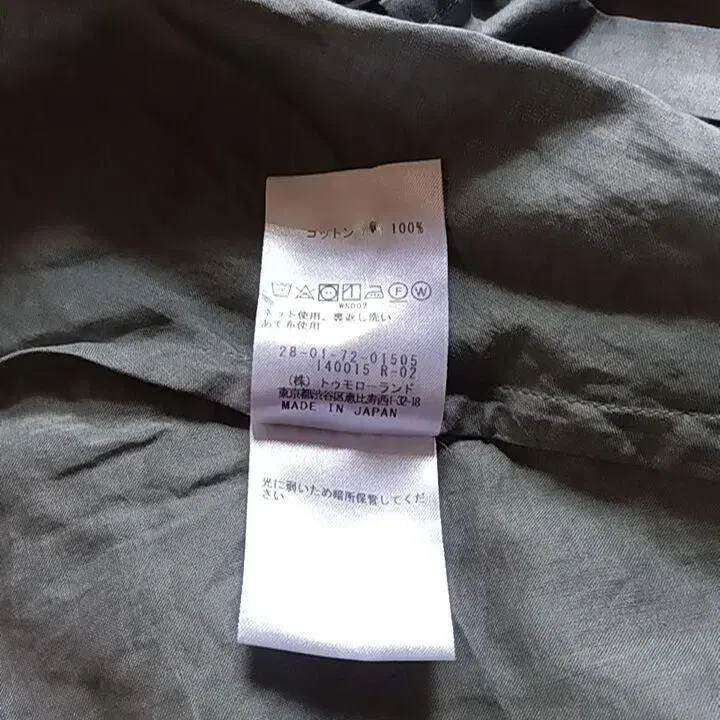 コットン 100%
WSD02
ネット使用、裏返し洗い
あて布使用
28-01-72-01505
140015 R-02
(株) トゥモローランド
東京都渋谷区恵比寿西1-32-18
MADE IN JAPAN
光に弱いため暗所保管してくだ
さい